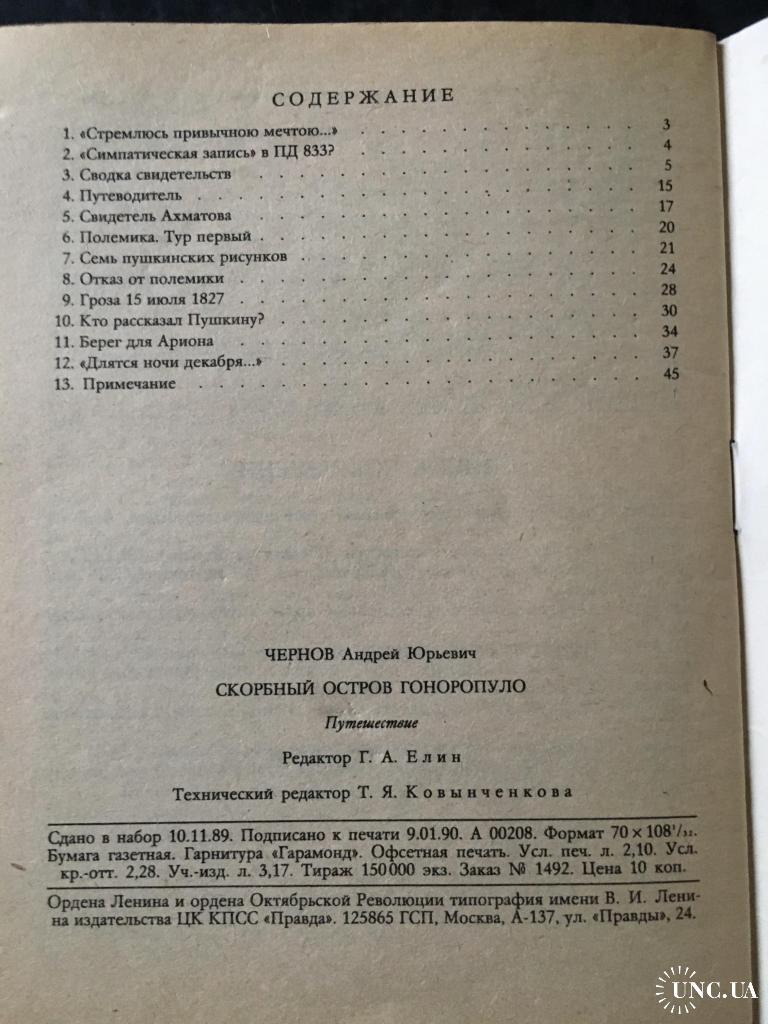 СОДЕРЖАНИЕ
1. «Стремлюсь привычною мечтою...» 3
2. «Симпатическая запись» в ПД 833? 4
3. Сводка свидетельств 5
4. Путеводитель 15
5. Свидетель Ахматова 17
6. Полемика. Тур первый 20
7. Семь пушкинских рисунков 21
8. Отказ от полемики 24
9. Гроза 15 июля 1827 28
10. Кто рассказал Пушкину? 30
11. Берег для Ариона 34
12. «Длятся ночи декабря...» 37
13. Примечание 45
ЧЕРНОВ Андрей Юрьевич
СКОРБНЫЙ ОСТРОВ ГОНОРОПУЛО
Путешествие
Редактор Г. А. Елин
Технический редактор Т. Я. Ковынченкова
Сдано в набор 10.11.89. Подписано к печати 9.01.90. А 00208. Формат 70×108¹/₃₂.
Бумага газетная. Гарнитура «Гарамонд». Офсетная печать. Усл. печ. л. 2,10. Усл.
кр.-отт. 2,28. Уч.-изд. л. 3,17. Тираж 150000 экз. Заказ № 1492. Цена 10 коп.
Ордена Ленина и ордена Октябрьской Революции типография имени В. И. Лени-
на издательства ЦК КПСС «Правда». 125865 ГСП, Москва, А-137, ул. «Правды», 24.
UNC.UA